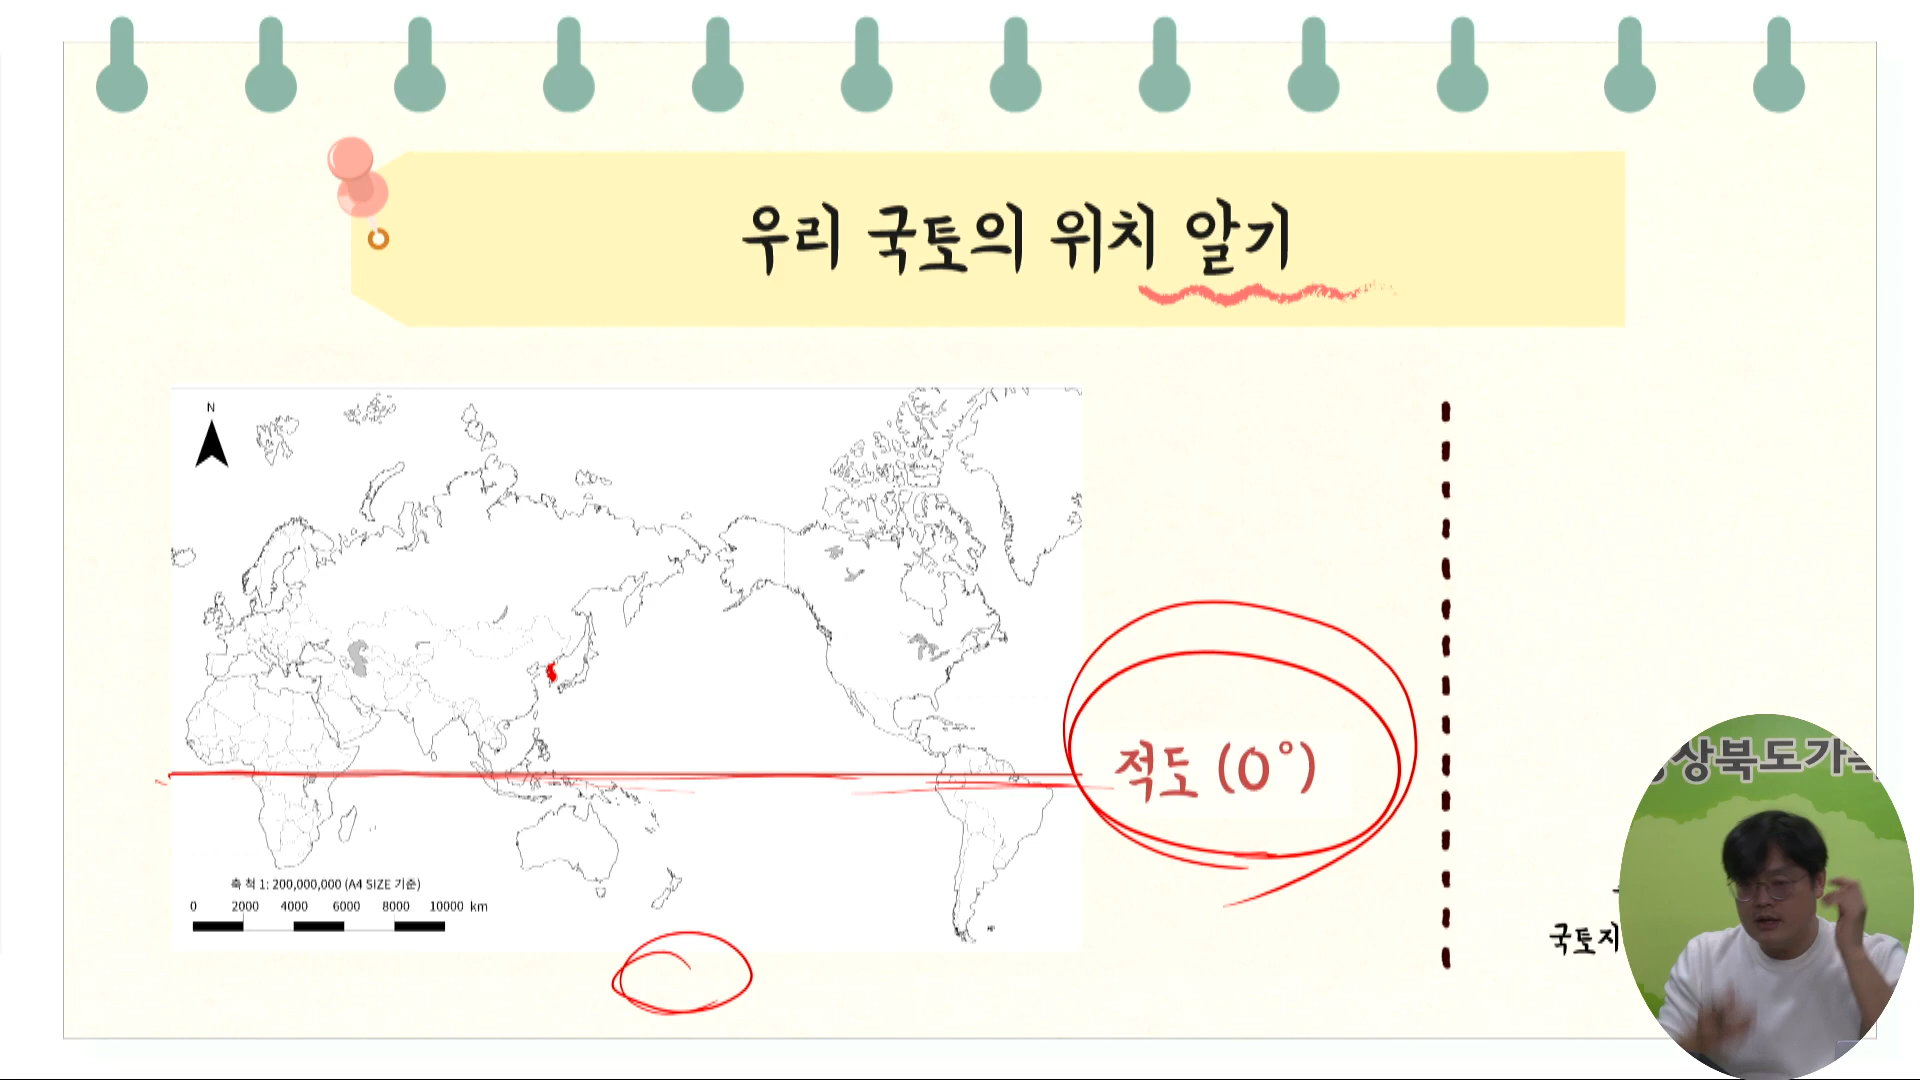 우리 국토의 위치 알기
N
적도 (0°)
축 척 1: 200,000,000 (A4 SIZE 기준)
0 2000 4000 6000 8000 10000 km
국토지
상북도가